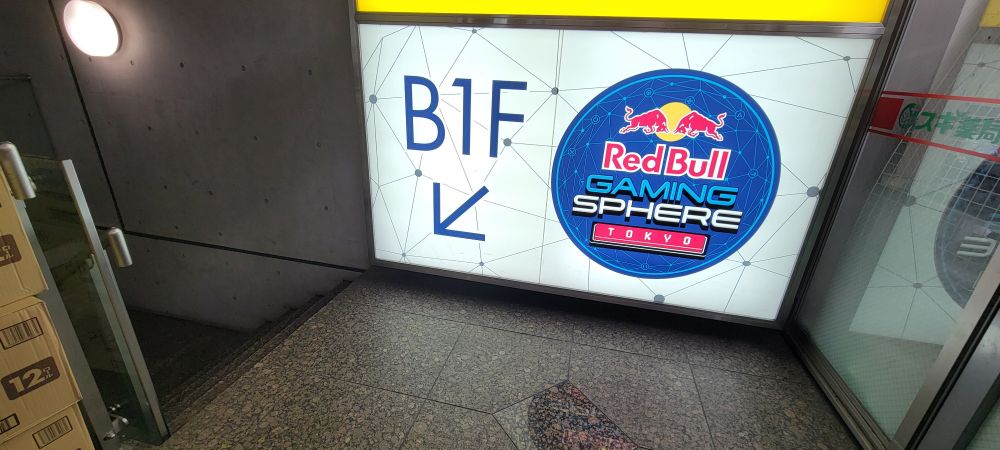 B1F
Red Bull
GAMING
SPHERE
TOKYO
スギ薬局
12